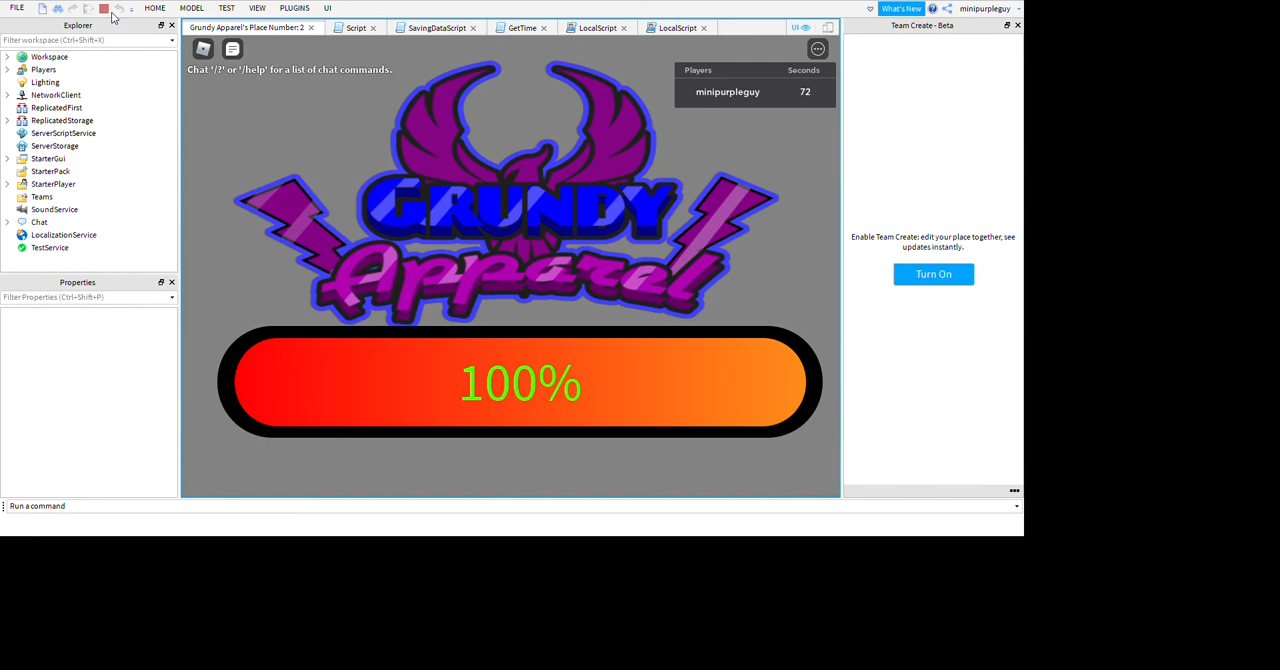 FILE HOME MODEL TEST VIEW PLUGINS UI What's New minipurpleguy
Explorer
Filter workspace (Ctrl+Shift+X)
Workspace
Players
Lighting
NetworkClient
ReplicatedFirst
ReplicatedStorage
ServerScriptService
ServerStorage
StarterGui
StarterPack
StarterPlayer
Teams
SoundService
Chat
LocalizationService
TestService
Properties
Filter Properties (Ctrl+Shift+P)
Grundy Apparel's Place Number: 2 Script SavingDataScript GetTime LocalScript LocalScript UI
Chat '/?' or '/help' for a list of chat commands.
Players Seconds
minipurpleguy 72
GRUNDY
Apparel
100%
Team Create - Beta
Enable Team Create: edit your place together, see
updates instantly.
Turn On
Run a command